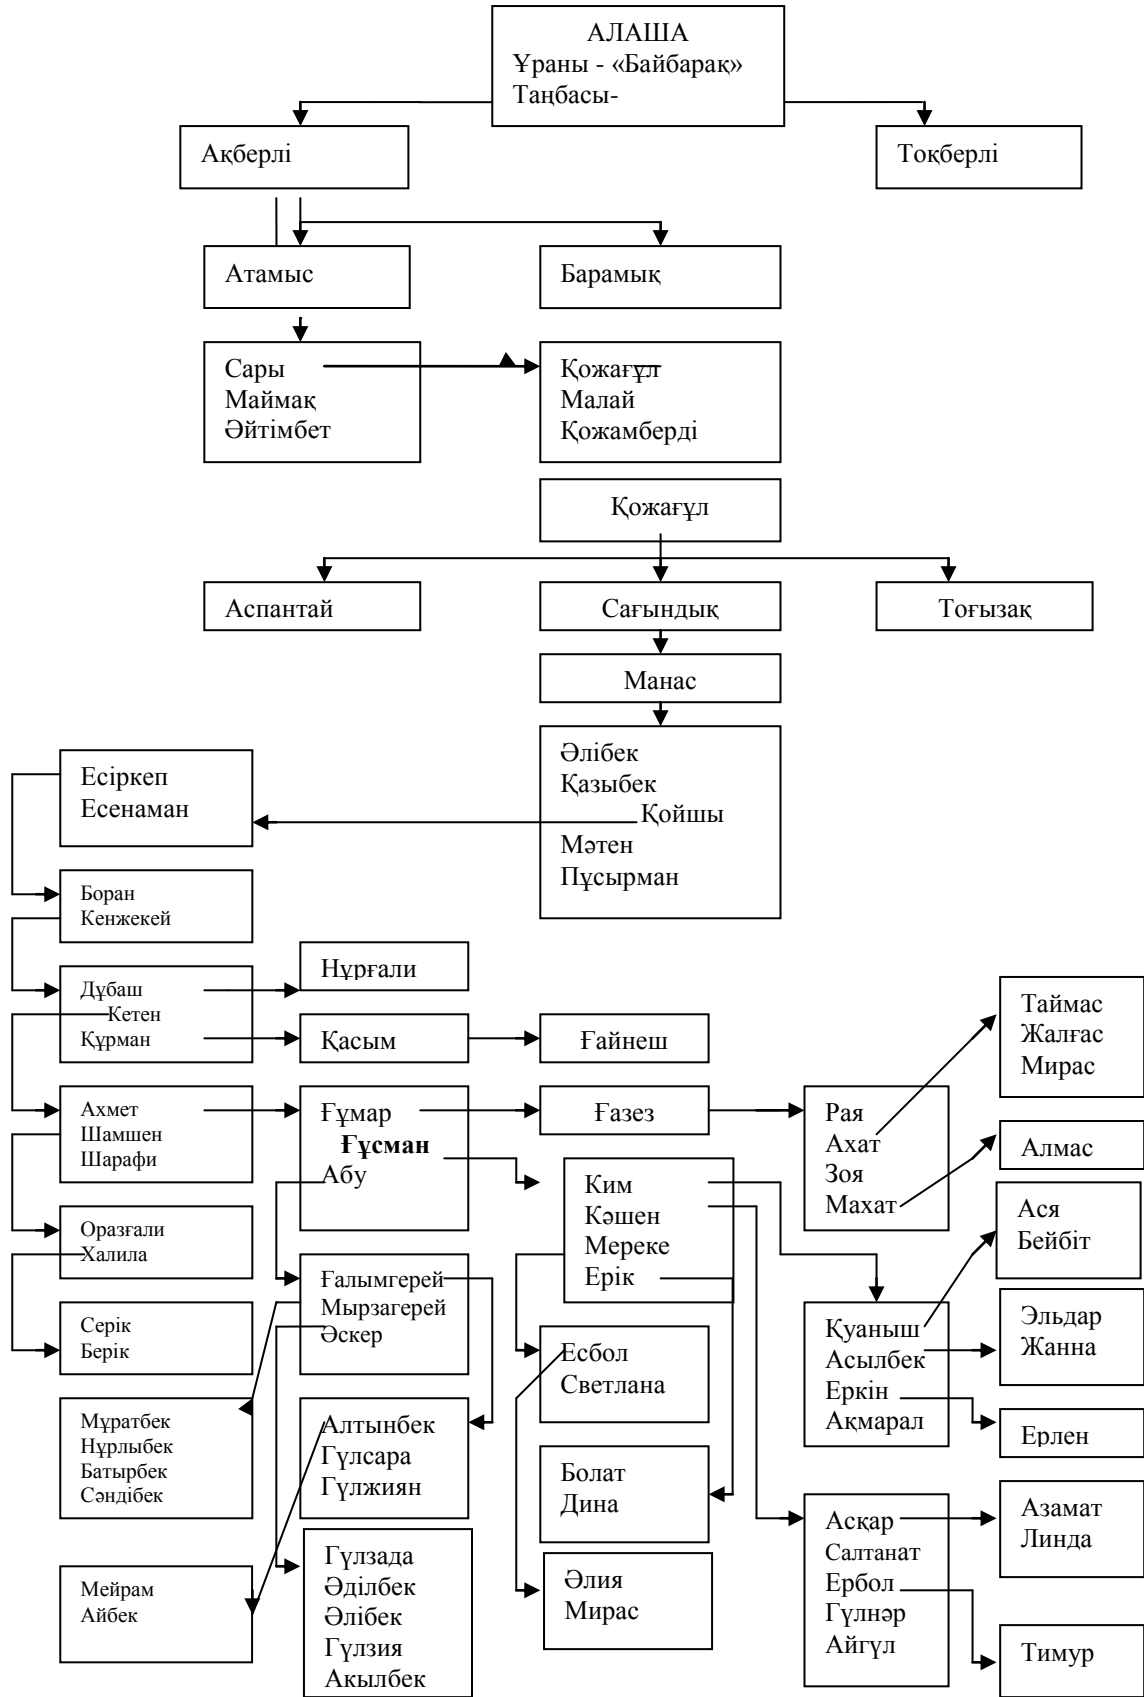 АЛАША
Ұраны - «Байбарақ»
Таңбасы-
Ақберлі
Тоқберлі
Атамыс
Барамық
Сары
Маймақ
Әйтімбет
Қожағұл
Малай
Қожамберді
Қожағұл
Аспантай
Сағындық
Тоғызақ
Манас
Әлібек
Қазыбек
Қойшы
Мәтен
Пұсырман
Есіркеп
Есенаман
Боран
Кенжекей
Дұбаш
Кетен
Құрман
Нұрғали
Қасым
Ғайнеш
Ахмет
Шамшен
Шарафи
Ғұмар
Ғұсман
Абу
Ғазез
Рая
Ахат
Зоя
Махат
Таймас
Жалғас
Мирас
Алмас
Оразғали
Халила
Ғалымгерей
Мырзагерей
Әскер
Ким
Кәшен
Мереке
Ерік
Ася
Бейбіт
Серік
Берік
Есбол
Светлана
Қуаныш
Асылбек
Еркін
Ақмарал
Эльдар
Жанна
Ерлен
Мұратбек
Нұрлыбек
Батырбек
Сәндібек
Алтынбек
Гүлсара
Гүлжиян
Болат
Дина
Асқар
Салтанат
Ербол
Гүлнәр
Айгүл
Азамат
Линда
Тимур
Мейрам
Айбек
Гүлзада
Әділбек
Әлібек
Гүлзия
Акылбек
Әлия
Мирас